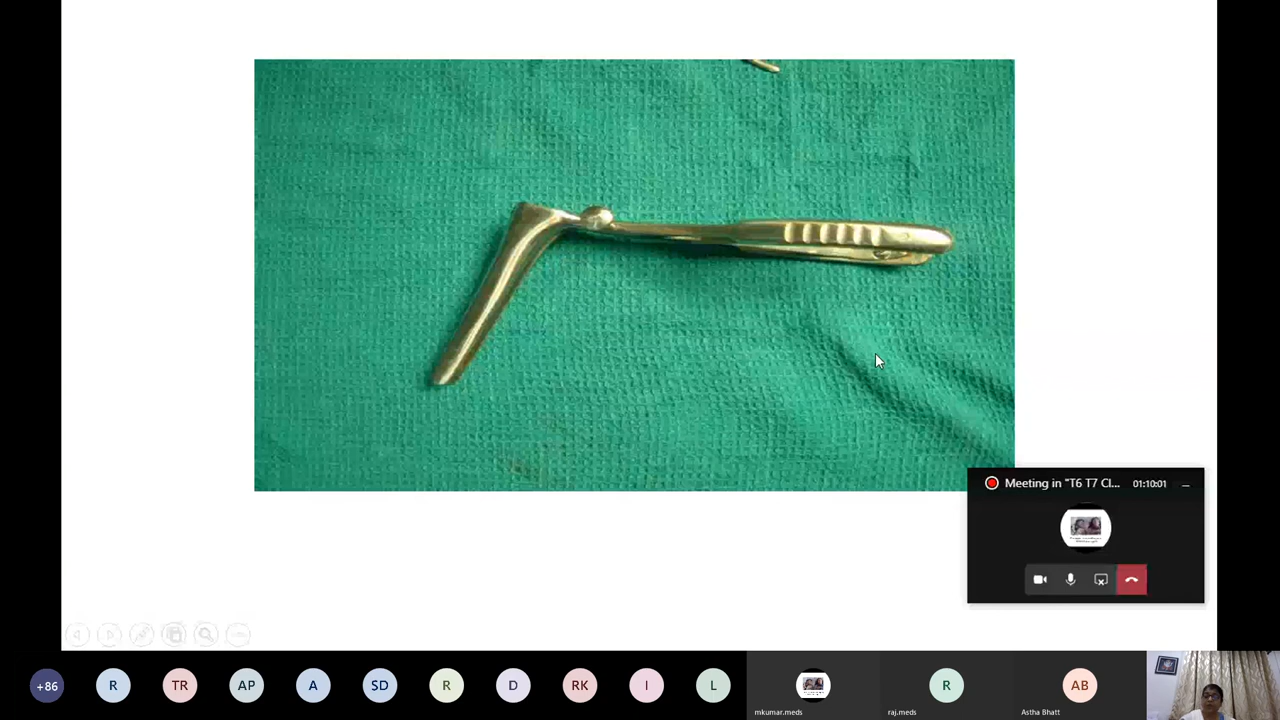 Meeting in "T6 T7 Cl... 01:10:01
+86 R TR AP A SD R D RK I L R AB
mkumar.meds raj.meds Astha Bhatt